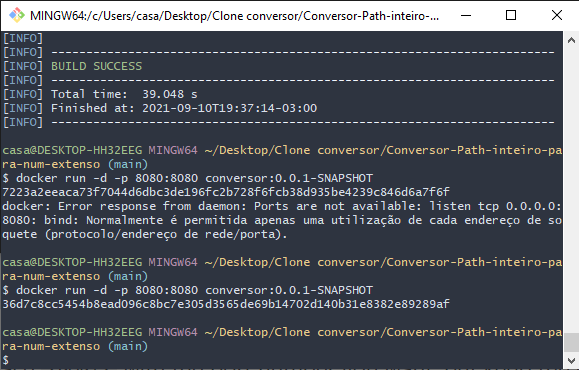 MINGW64:/c/Users/casa/Desktop/Clone conversor/Conversor-Path-inteiro-...
[INFO]
[INFO] ------------------------------------------------------------------------
[INFO] BUILD SUCCESS
[INFO] ------------------------------------------------------------------------
[INFO] Total time:  39.048 s
[INFO] Finished at: 2021-09-10T19:37:14-03:00
[INFO] ------------------------------------------------------------------------
casa@DESKTOP-HH32EEG MINGW64 ~/Desktop/Clone conversor/Conversor-Path-inteiro-pa
ra-num-extenso (main)
$ docker run -d -p 8080:8080 conversor:0.0.1-SNAPSHOT
7223a2eeaca73f7044d6dbc3de196fc2b728f6fcb38d935be4239c846d6a7f6f
docker: Error response from daemon: Ports are not available: listen tcp 0.0.0.0:
8080: bind: Normalmente é permitida apenas uma utilização de cada endereço de so
quete (protocolo/endereço de rede/porta).
casa@DESKTOP-HH32EEG MINGW64 ~/Desktop/Clone conversor/Conversor-Path-inteiro-pa
ra-num-extenso (main)
$ docker run -d -p 8080:8080 conversor:0.0.1-SNAPSHOT
36d7c8cc5454b8ead096c8bc7e305d3565de69b14702d140b31e8382e89289af
casa@DESKTOP-HH32EEG MINGW64 ~/Desktop/Clone conversor/Conversor-Path-inteiro-pa
ra-num-extenso (main)
$